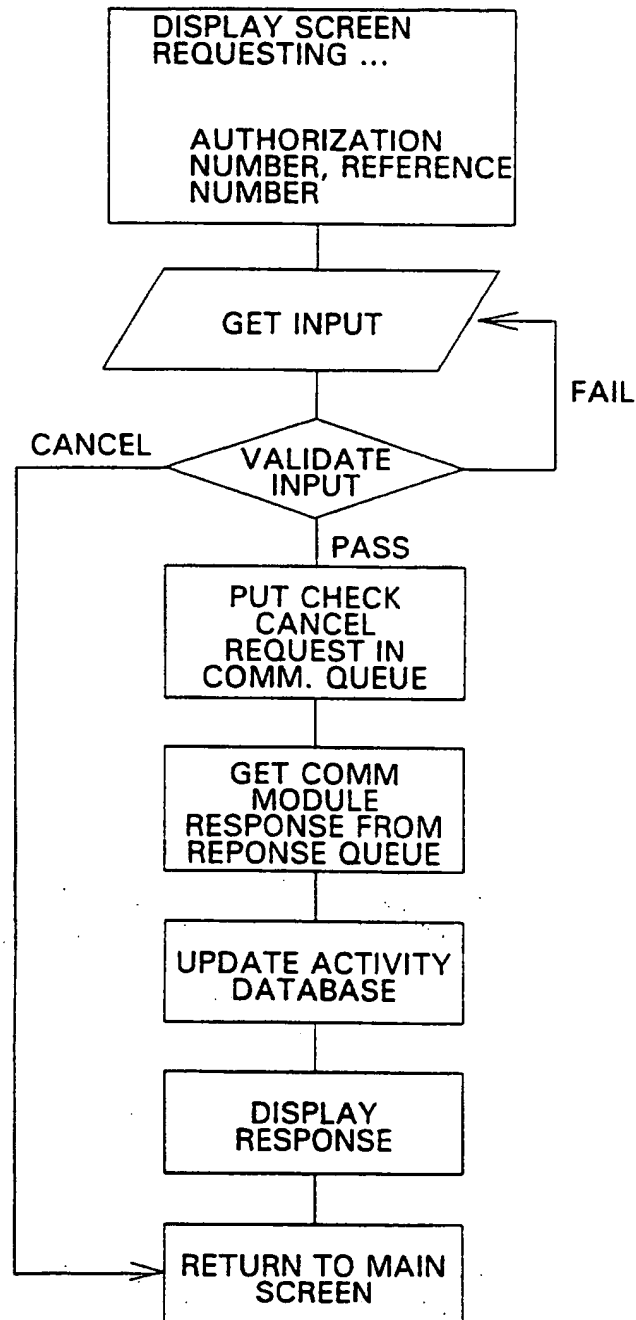 DISPLAY SCREEN
REQUESTING ...
AUTHORIZATION
NUMBER, REFERENCE
NUMBER
GET INPUT
FAIL
CANCEL
VALIDATE
INPUT
PASS
PUT CHECK
CANCEL
REQUEST IN
COMM. QUEUE
GET COMM
MODULE
RESPONSE FROM
REPONSE QUEUE
UPDATE ACTIVITY
DATABASE
DISPLAY
RESPONSE
RETURN TO MAIN
SCREEN